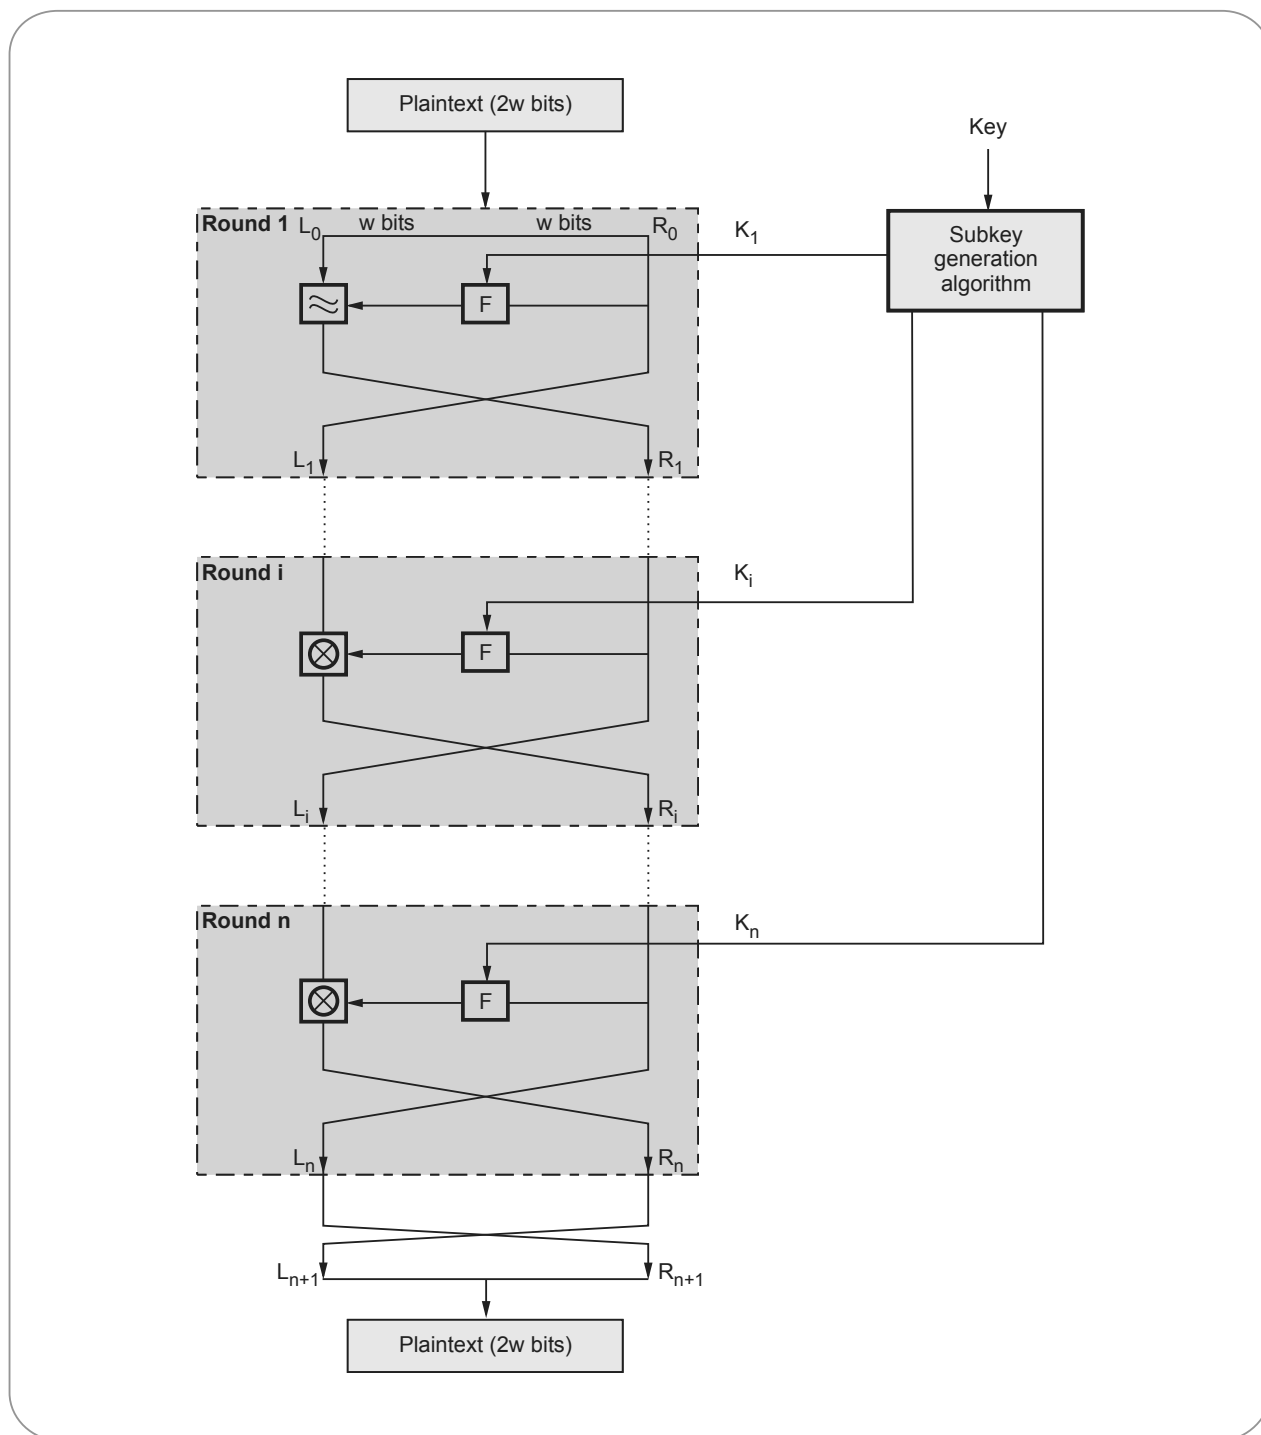 Plaintext (2w bits)
Key
Round 1 L0 w bits w bits R0
K1
Subkey
generation
algorithm
F
L1 R1
Round i
Ki
F
Li Ri
Round n
Kn
F
Ln Rn
Ln+1 Rn+1
Plaintext (2w bits)